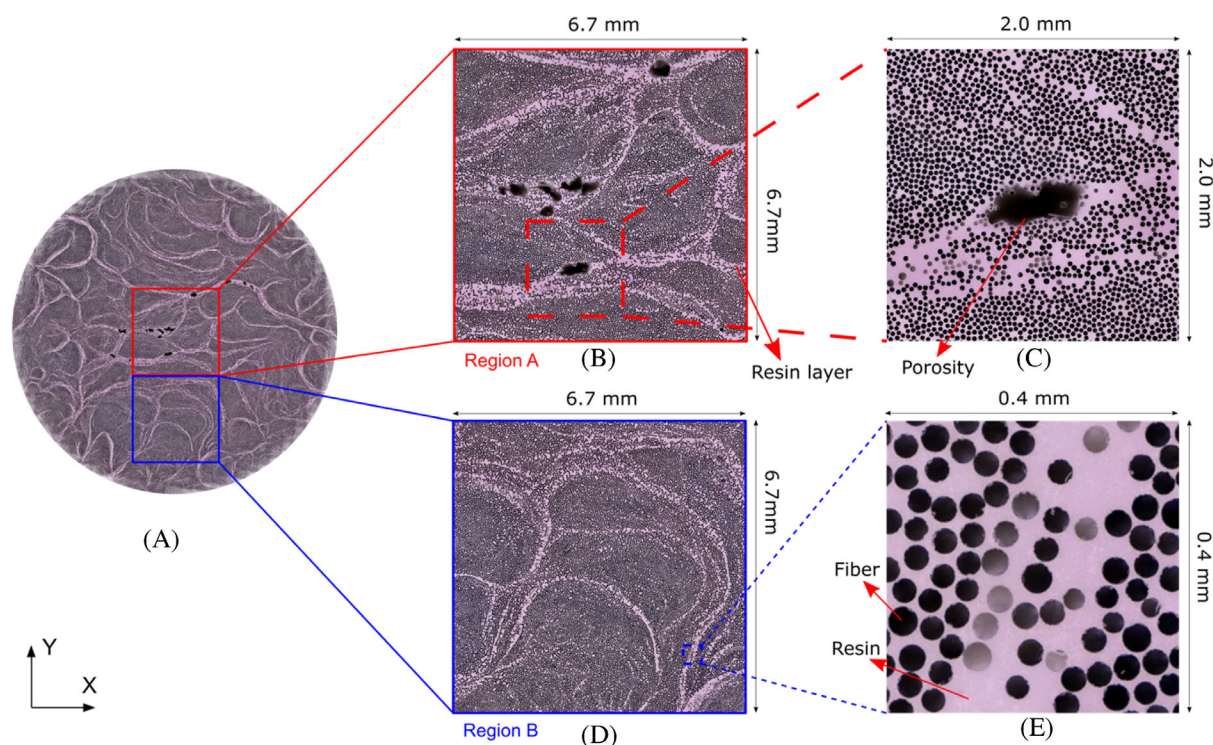 6.7 mm
2.0 mm
6.7mm
2.0 mm
Region A
(B)
Resin layer
Porosity
(C)
6.7 mm
0.4 mm
(A)
6.7mm
0.4 mm
Fiber
Resin
Y
X
Region B
(D)
(E)